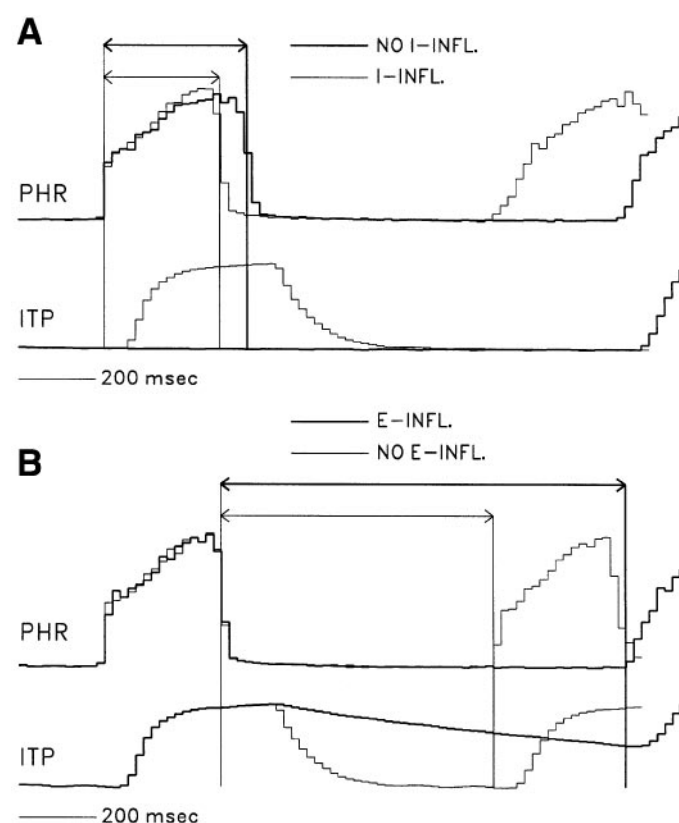 A
NO I-INFL.
I-INFL.
PHR
ITP
200 msec
E-INFL.
B
NO E-INFL.
PHR
ITP
200 msec